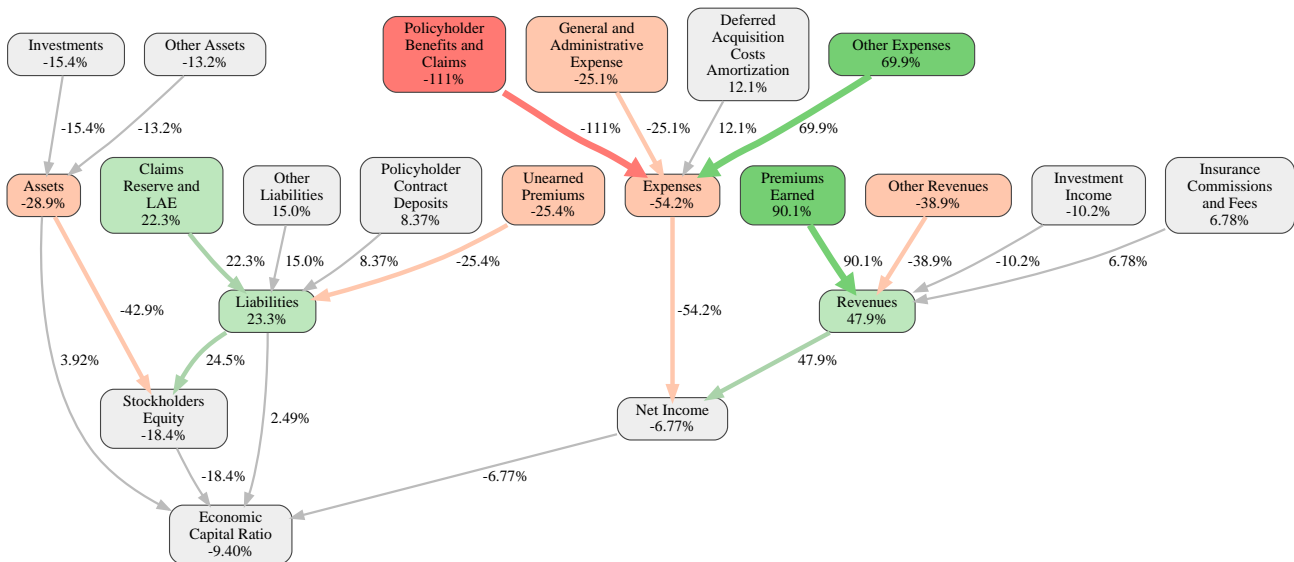 Investments
-15.4%
Other Assets
-13.2%
Policyholder
Benefits and
Claims
-111%
General and
Administrative
Expense
-25.1%
Deferred
Acquisition
Costs
Amortization
12.1%
Other Expenses
69.9%
-15.4%
-13.2%
-111%
-25.1%
12.1%
69.9%
Assets
-28.9%
Claims
Reserve and
LAE
22.3%
Other
Liabilities
15.0%
Policyholder
Contract
Deposits
8.37%
Unearned
Premiums
-25.4%
Expenses
-54.2%
Premiums
Earned
90.1%
Other Revenues
-38.9%
Investment
Income
-10.2%
Insurance
Commissions
and Fees
6.78%
22.3%
15.0%
8.37%
-25.4%
90.1%
-38.9%
-10.2%
6.78%
-42.9%
Liabilities
23.3%
-54.2%
Revenues
47.9%
3.92%
24.5%
47.9%
Stockholders
Equity
-18.4%
2.49%
Net Income
-6.77%
-18.4%
-6.77%
Economic
Capital Ratio
-9.40%